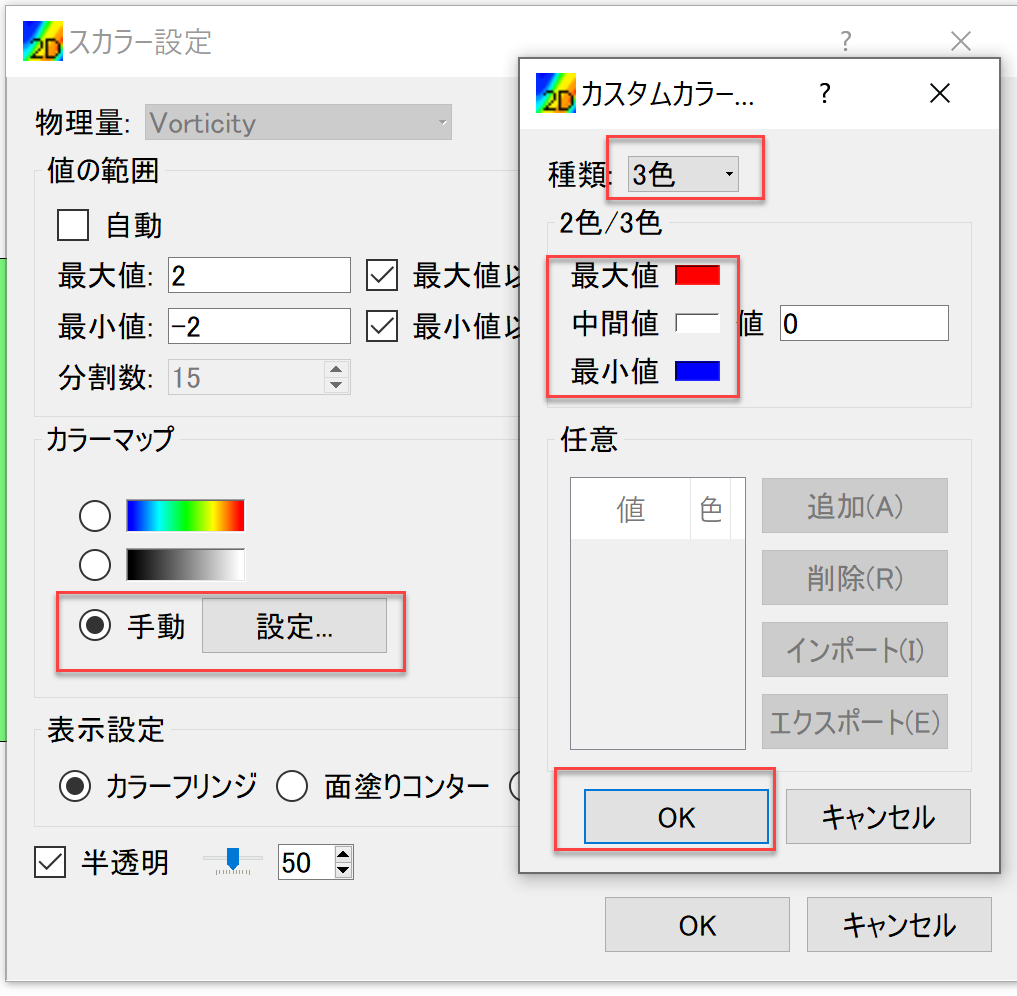 2D スカラー設定 ?
物理量: Vorticity
値の範囲
自動
最大値: 2 最大値以
最小値: -2 最小値以
分割数: 15
カラーマップ
手動 設定...
表示設定
カラーフリンジ 面塗りコンター
半透明 50
OK キャンセル
2D カスタムカラー... ?
種類: 3色
2色/3色
最大値
中間値 値 0
最小値
任意
値 色
追加(A)
削除(R)
インポート(I)
エクスポート(E)
OK キャンセル